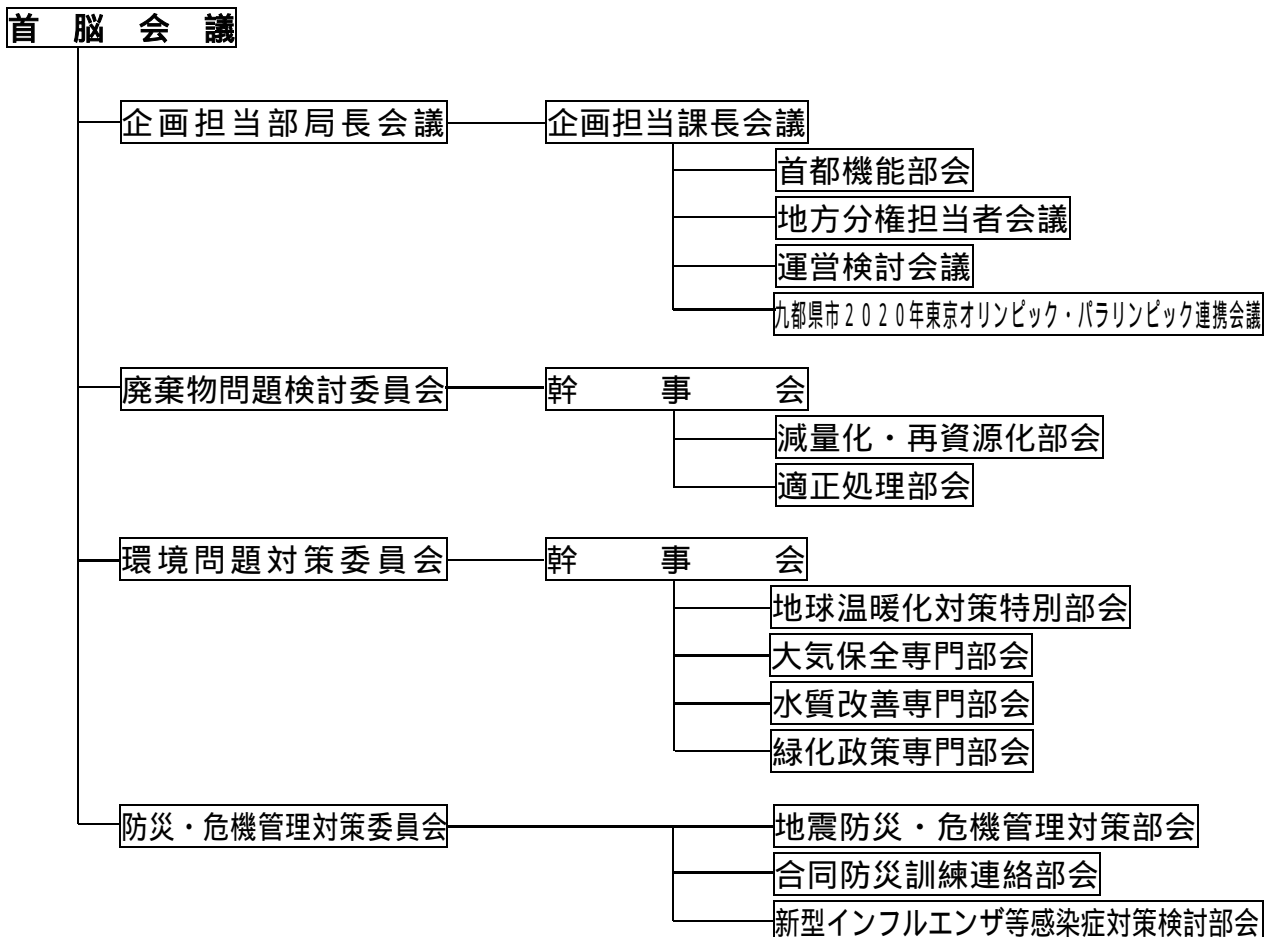 首脳会議
企画担当部局長会議 企画担当課長会議
首都機能部会
地方分権担当者会議
運営検討会議
九都県市２０２０年東京オリンピック・パラリンピック連携会議
廃棄物問題検討委員会 幹事会
減量化・再資源化部会
適正処理部会
環境問題対策委員会 幹事会
地球温暖化対策特別部会
大気保全専門部会
水質改善専門部会
緑化政策専門部会
防災・危機管理対策委員会 地震防災・危機管理対策部会
合同防災訓練連絡部会
新型インフルエンザ等感染症対策検討部会